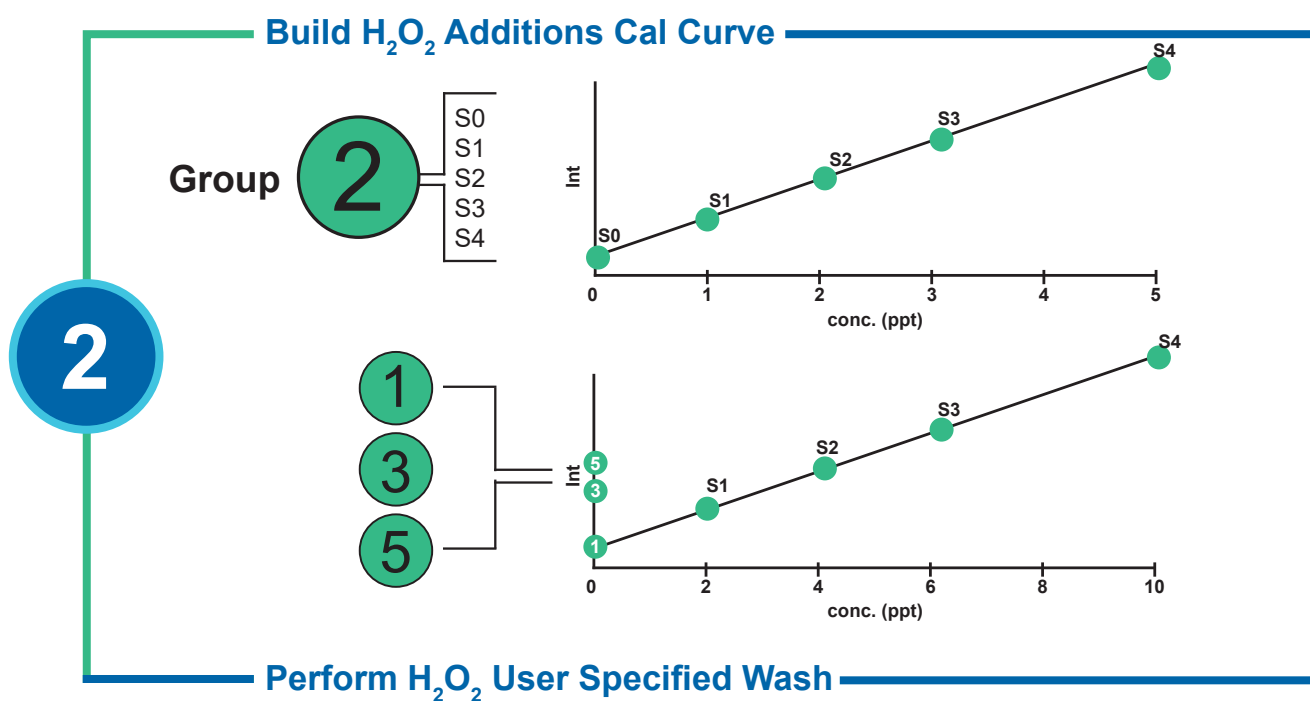 Build H₂O₂ Additions Cal Curve
Group
2
S0
S1
S2
S3
S4
Int
S0
S1
S2
S3
S4
0 1 2 3 4 5
conc. (ppt)
2
1
3
5
Int
5
3
1
S1
S2
S3
S4
0 2 4 6 8 10
conc. (ppt)
Perform H₂O₂ User Specified Wash